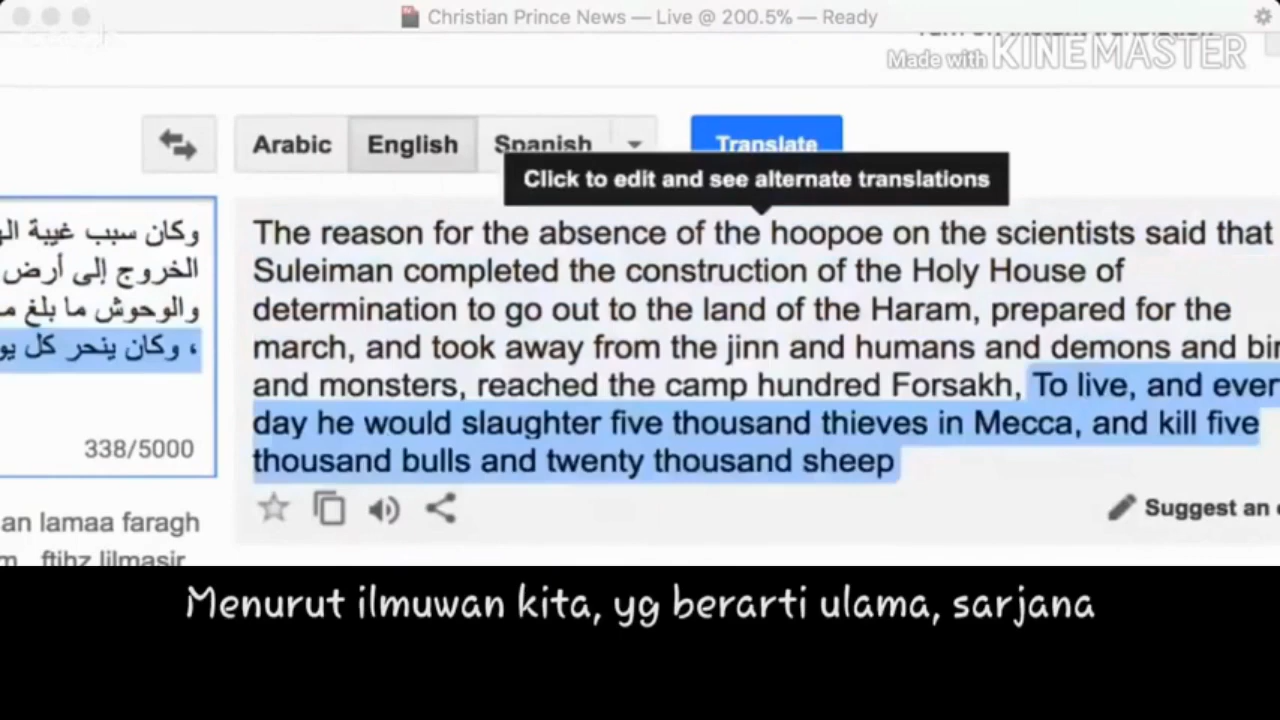 Christian Prince News — Live @ 200.5% — Ready
Made with KINEMASTER
Arabic English Spanish Translate
Click to edit and see alternate translations
وكان سبب غيبة
الخروج إلى أرض
والوحوش ما بلغ
، وكان ينحر كل
The reason for the absence of the hoopoe on the scientists said that
Suleiman completed the construction of the Holy House of
determination to go out to the land of the Haram, prepared for the
march, and took away from the jinn and humans and demons and
and monsters, reached the camp hundred Forsakh, To live, and
day he would slaughter five thousand thieves in Mecca, and kill five
thousand bulls and twenty thousand sheep
338/5000
an lamaa faragh
ftihz lilmasir
Suggest an
Menurut ilmuwan kita, yg berarti ulama, sarjana